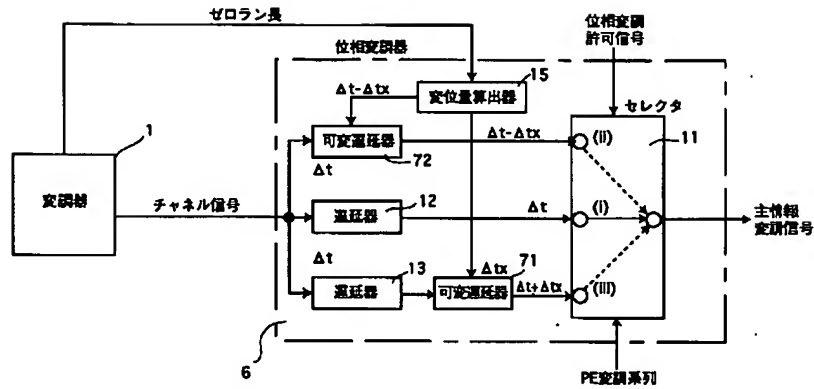 ゼロラン長
位相変調器
位相変調
許可信号
15
変位量算出器
Δt-Δtx
セレクタ
1
可変遅延器
Δt-Δtx
(ii)
11
72
Δt
変調器
チャネル信号
12
遅延器
Δt
(i)
主情報
変調信号
Δt
13
Δtx
71
遅延器
可変遅延器
Δt+Δtx
(iii)
6
PE変調系列